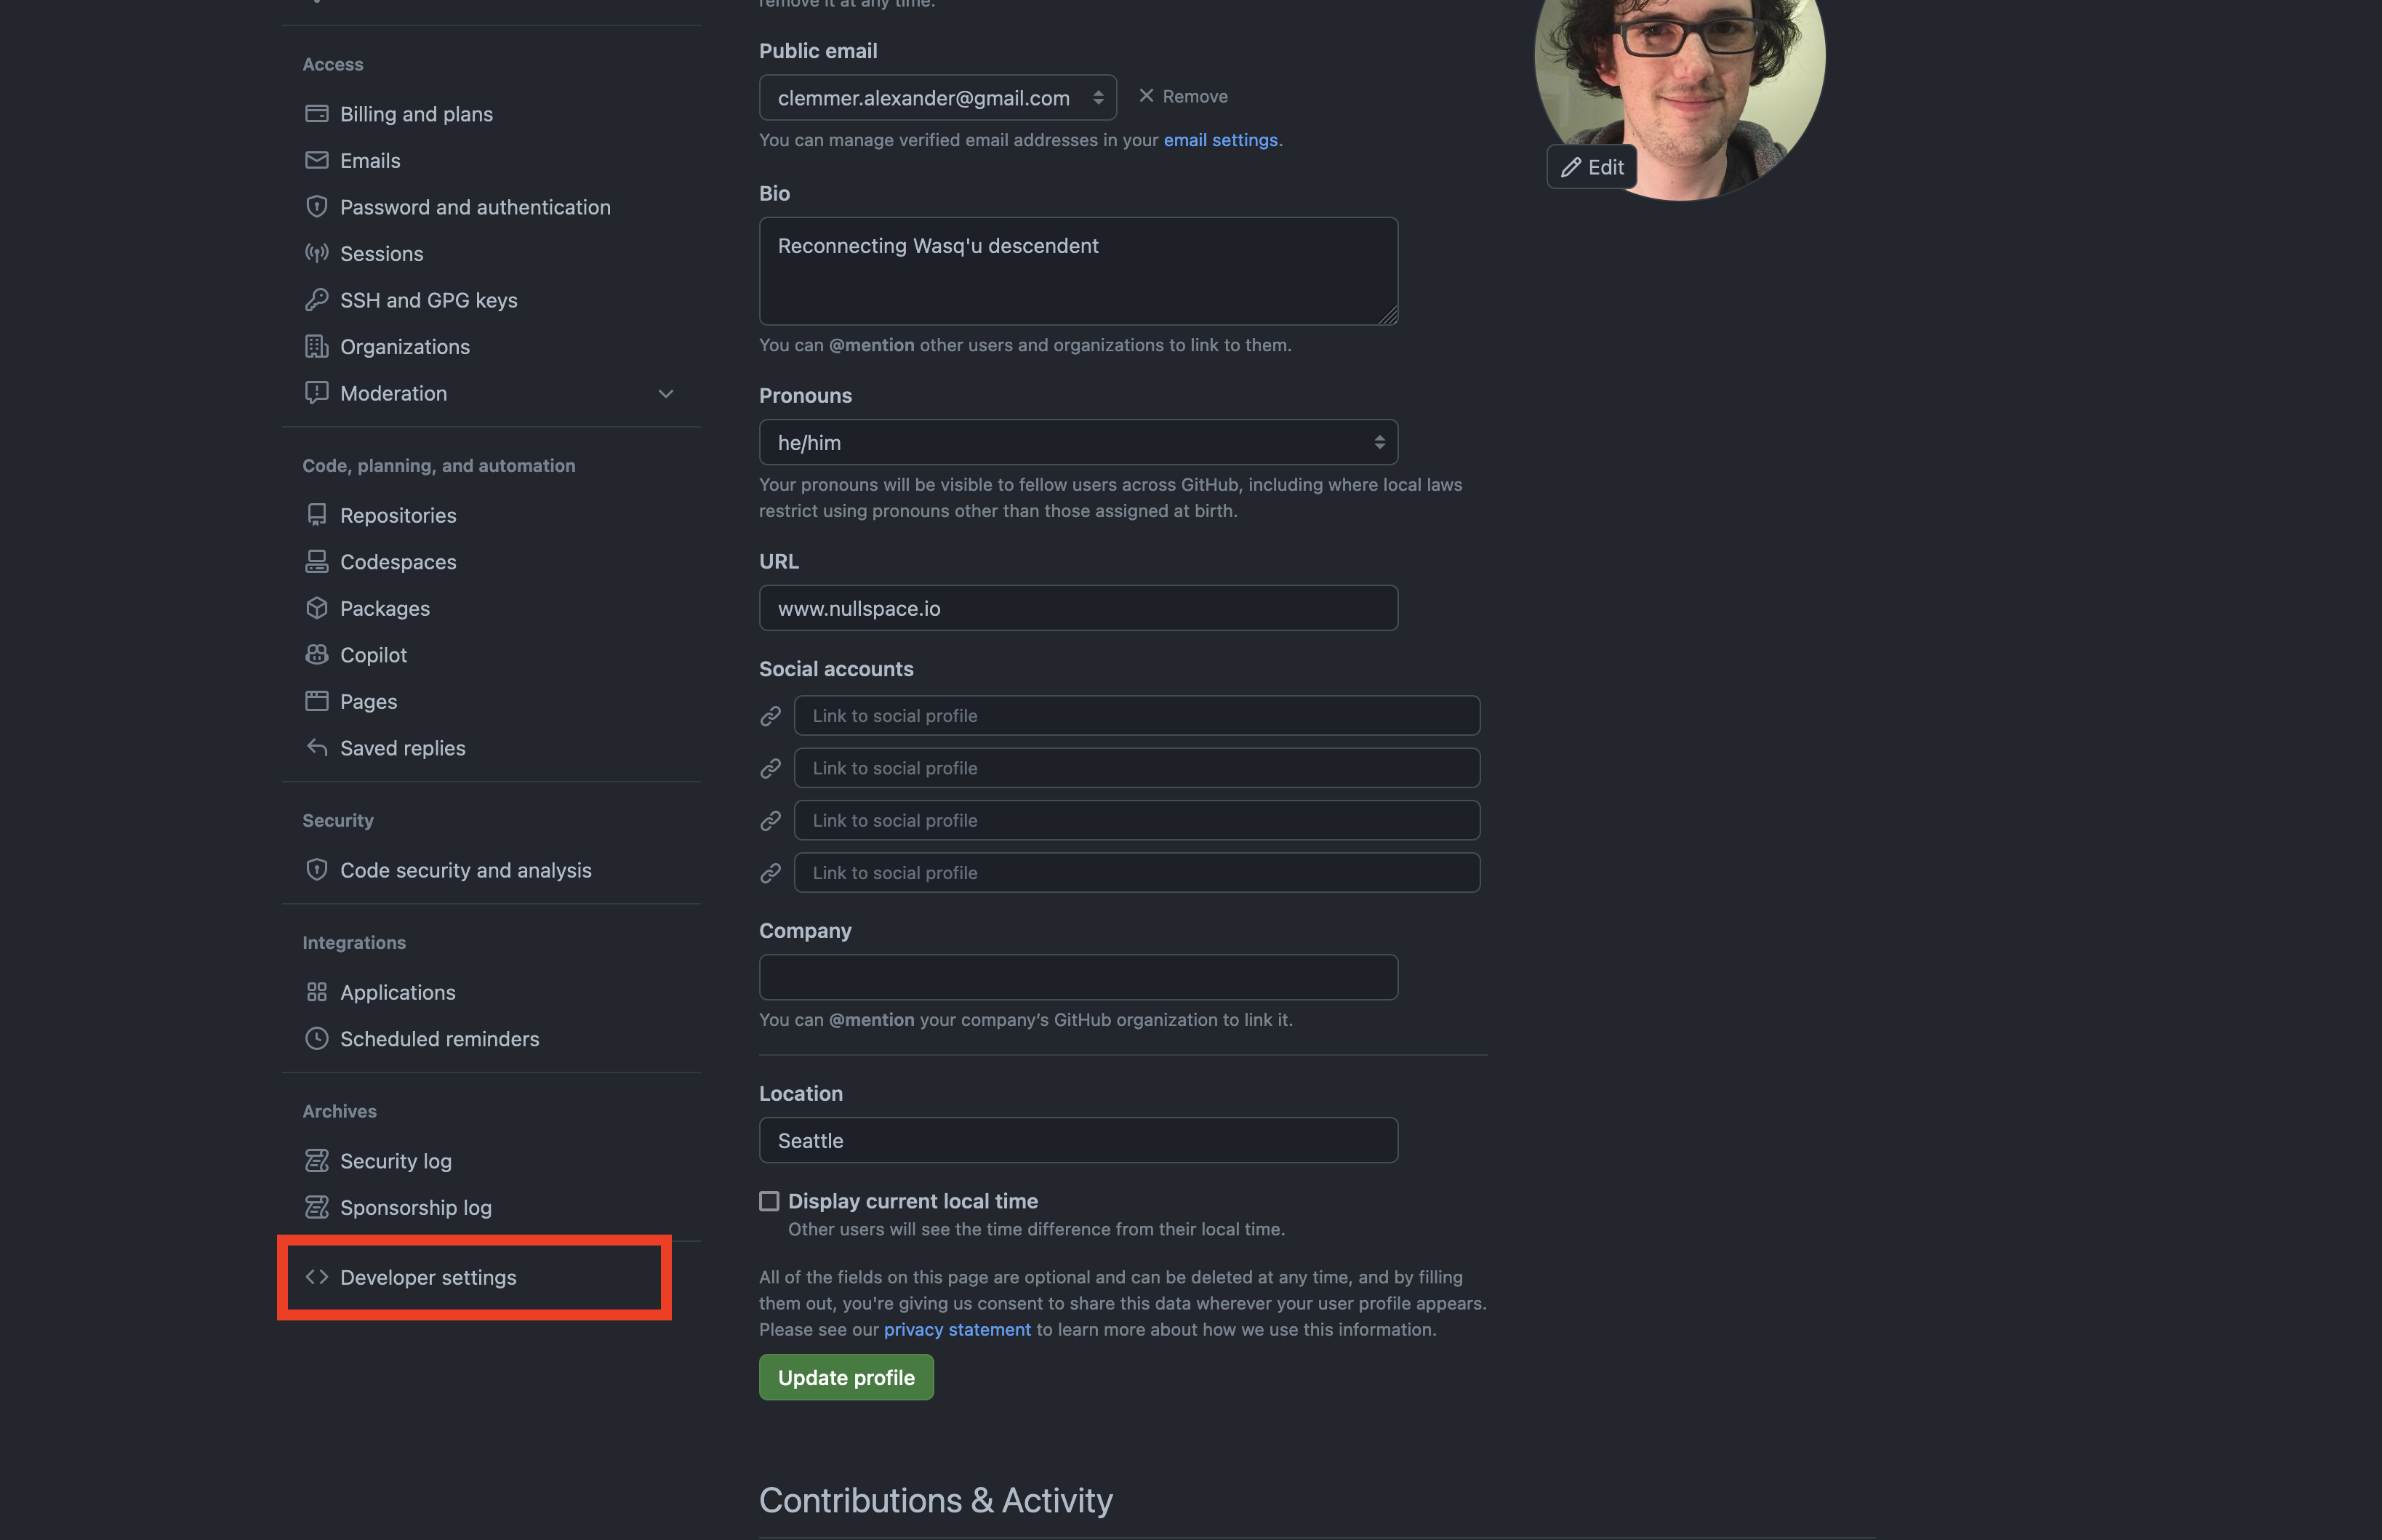 Access
Billing and plans
Emails
Password and authentication
Sessions
SSH and GPG keys
Organizations
Moderation
Code, planning, and automation
Repositories
Codespaces
Packages
Copilot
Pages
Saved replies
Security
Code security and analysis
Integrations
Applications
Scheduled reminders
Archives
Security log
Sponsorship log
Developer settings
remove it at any time.
Public email
clemmer.alexander@gmail.com
Remove
You can manage verified email addresses in your email settings.
Bio
Reconnecting Wasq'u descendent
You can @mention other users and organizations to link to them.
Pronouns
he/him
Your pronouns will be visible to fellow users across GitHub, including where local laws
restrict using pronouns other than those assigned at birth.
URL
www.nullspace.io
Social accounts
Link to social profile
Link to social profile
Link to social profile
Link to social profile
Company
You can @mention your company’s GitHub organization to link it.
Location
Seattle
Display current local time
Other users will see the time difference from their local time.
All of the fields on this page are optional and can be deleted at any time, and by filling
them out, you're giving us consent to share this data wherever your user profile appears.
Please see our privacy statement to learn more about how we use this information.
Update profile
Contributions & Activity
Edit